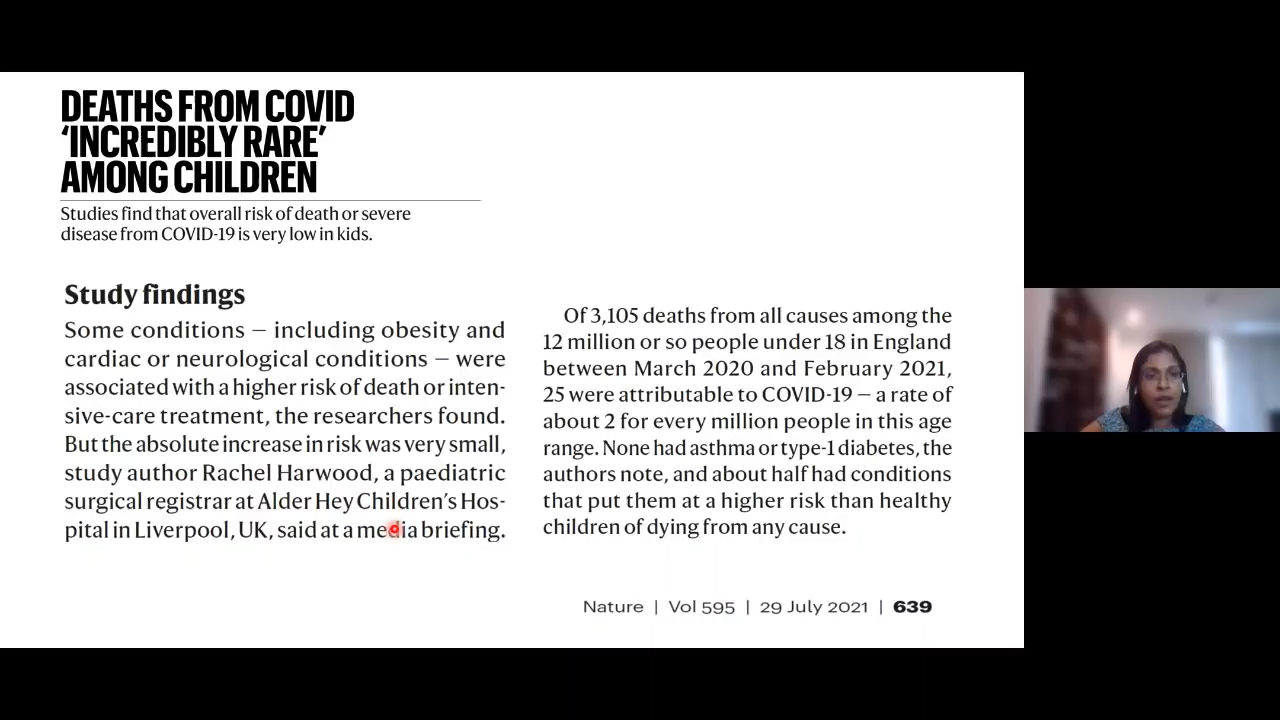 DEATHS FROM COVID
‘INCREDIBLY RARE’
AMONG CHILDREN
Studies find that overall risk of death or severe
disease from COVID-19 is very low in kids.
Study findings
Some conditions — including obesity and
cardiac or neurological conditions — were
associated with a higher risk of death or inten-
sive-care treatment, the researchers found.
But the absolute increase in risk was very small,
study author Rachel Harwood, a paediatric
surgical registrar at Alder Hey Children’s Hos-
pital in Liverpool, UK, said at a media briefing.
Of 3,105 deaths from all causes among the
12 million or so people under 18 in England
between March 2020 and February 2021,
25 were attributable to COVID-19 — a rate of
about 2 for every million people in this age
range. None had asthma or type-1 diabetes, the
authors note, and about half had conditions
that put them at a higher risk than healthy
children of dying from any cause.
Nature | Vol 595 | 29 July 2021 | 639